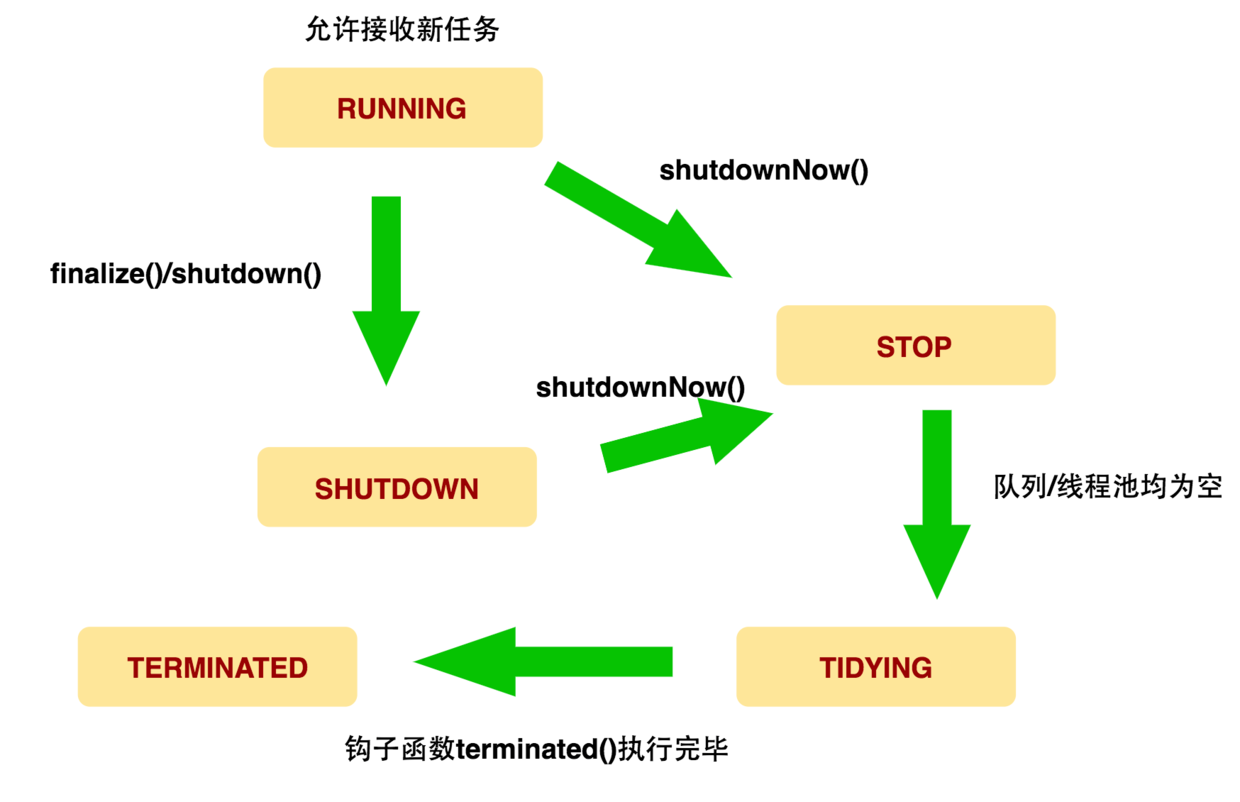 允许接收新任务
RUNNING
shutdownNow()
finalize()/shutdown()
STOP
shutdownNow()
SHUTDOWN
队列/线程池均为空
TERMINATED
TIDYING
钩子函数terminated()执行完毕